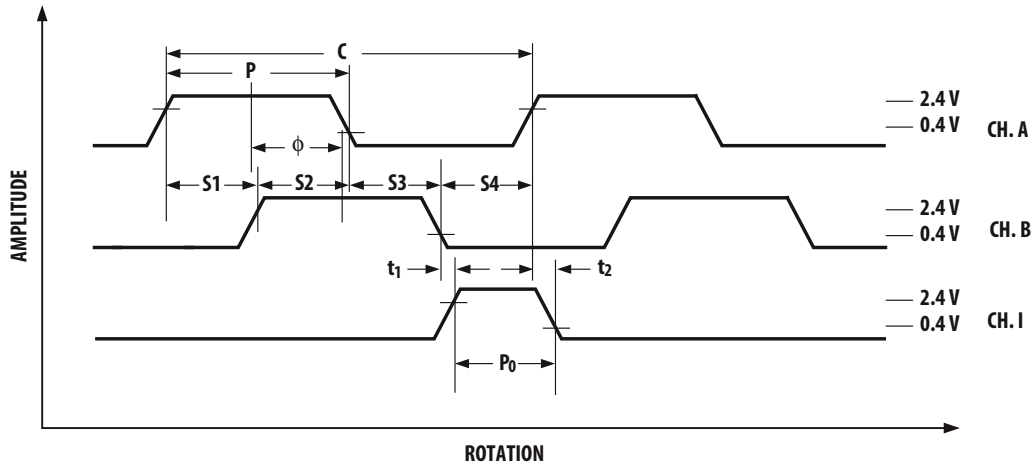 C
P
2.4 V
0.4 V
CH. A
ϕ
S1
S2
S3
S4
AMPLITUDE
2.4 V
0.4 V
CH. B
t1
t2
2.4 V
0.4 V
CH. I
P0
ROTATION